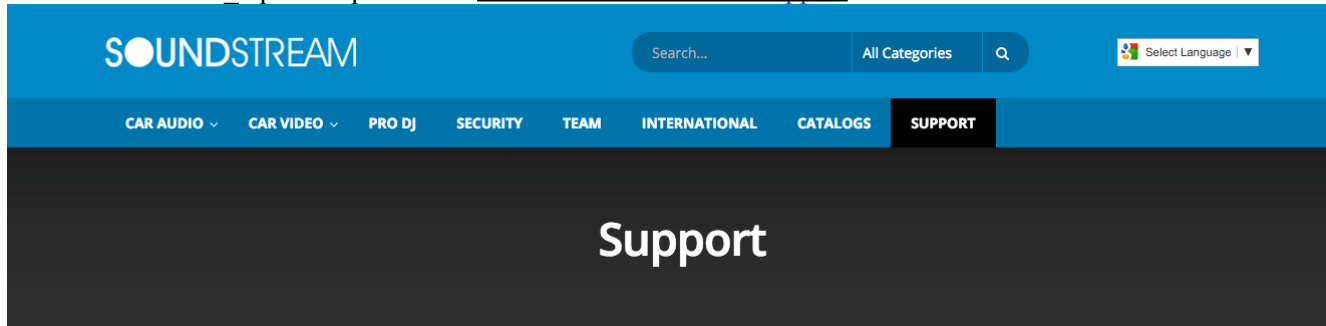 SOUNDSTREAM
Search... All Categories
Select Language ▼
CAR AUDIO CAR VIDEO PRO DJ SECURITY TEAM INTERNATIONAL CATALOGS SUPPORT
Support